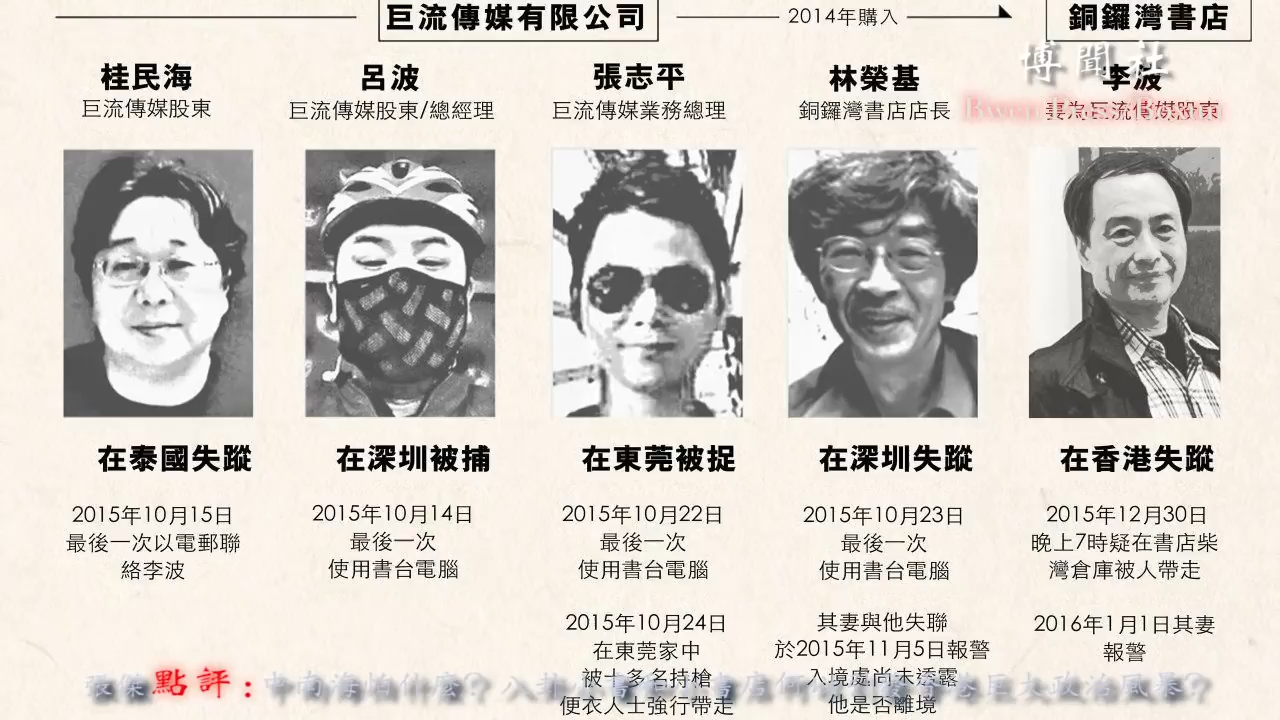 巨流傳媒有限公司
2014年購入
銅鑼灣書店
博聞社
桂民海
巨流傳媒股東
呂波
巨流傳媒股東/總經理
張志平
巨流傳媒業務總理
林榮基
銅鑼灣書店店長
李波
妻為巨流傳媒股東
在泰國失蹤
2015年10月15日
最後一次以電郵聯
絡李波
在深圳被捕
2015年10月14日
最後一次
使用書台電腦
在東莞被捉
2015年10月22日
最後一次
使用書台電腦
2015年10月24日
在東莞家中
被十多名持槍
便衣人士強行帶走
在深圳失蹤
2015年10月23日
最後一次
使用書台電腦
其妻與他失聯
於2015年11月5日報警
入境處尚未透露
他是否離境
在香港失蹤
2015年12月30日
晚上7時疑在書店柴
灣倉庫被人帶走
2016年1月1日其妻
報警
點評：中南海怕什麼？八卦